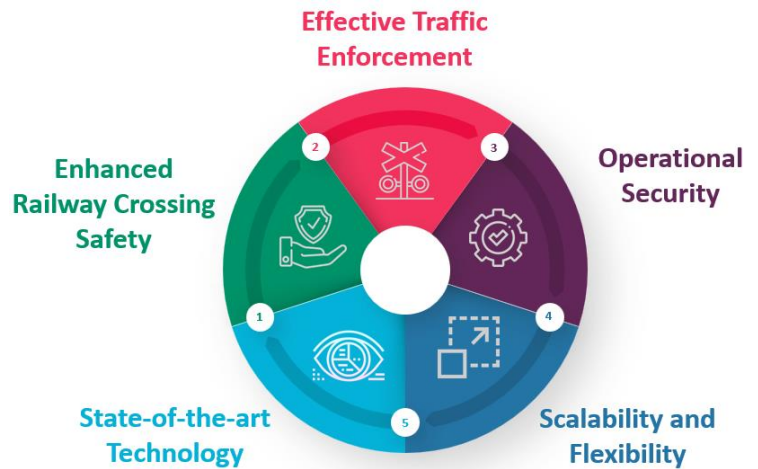 Effective Traffic
Enforcement
2
3
Operational
Security
Enhanced
Railway Crossing
Safety
1
4
State-of-the-art
Technology
5
Scalability and
Flexibility